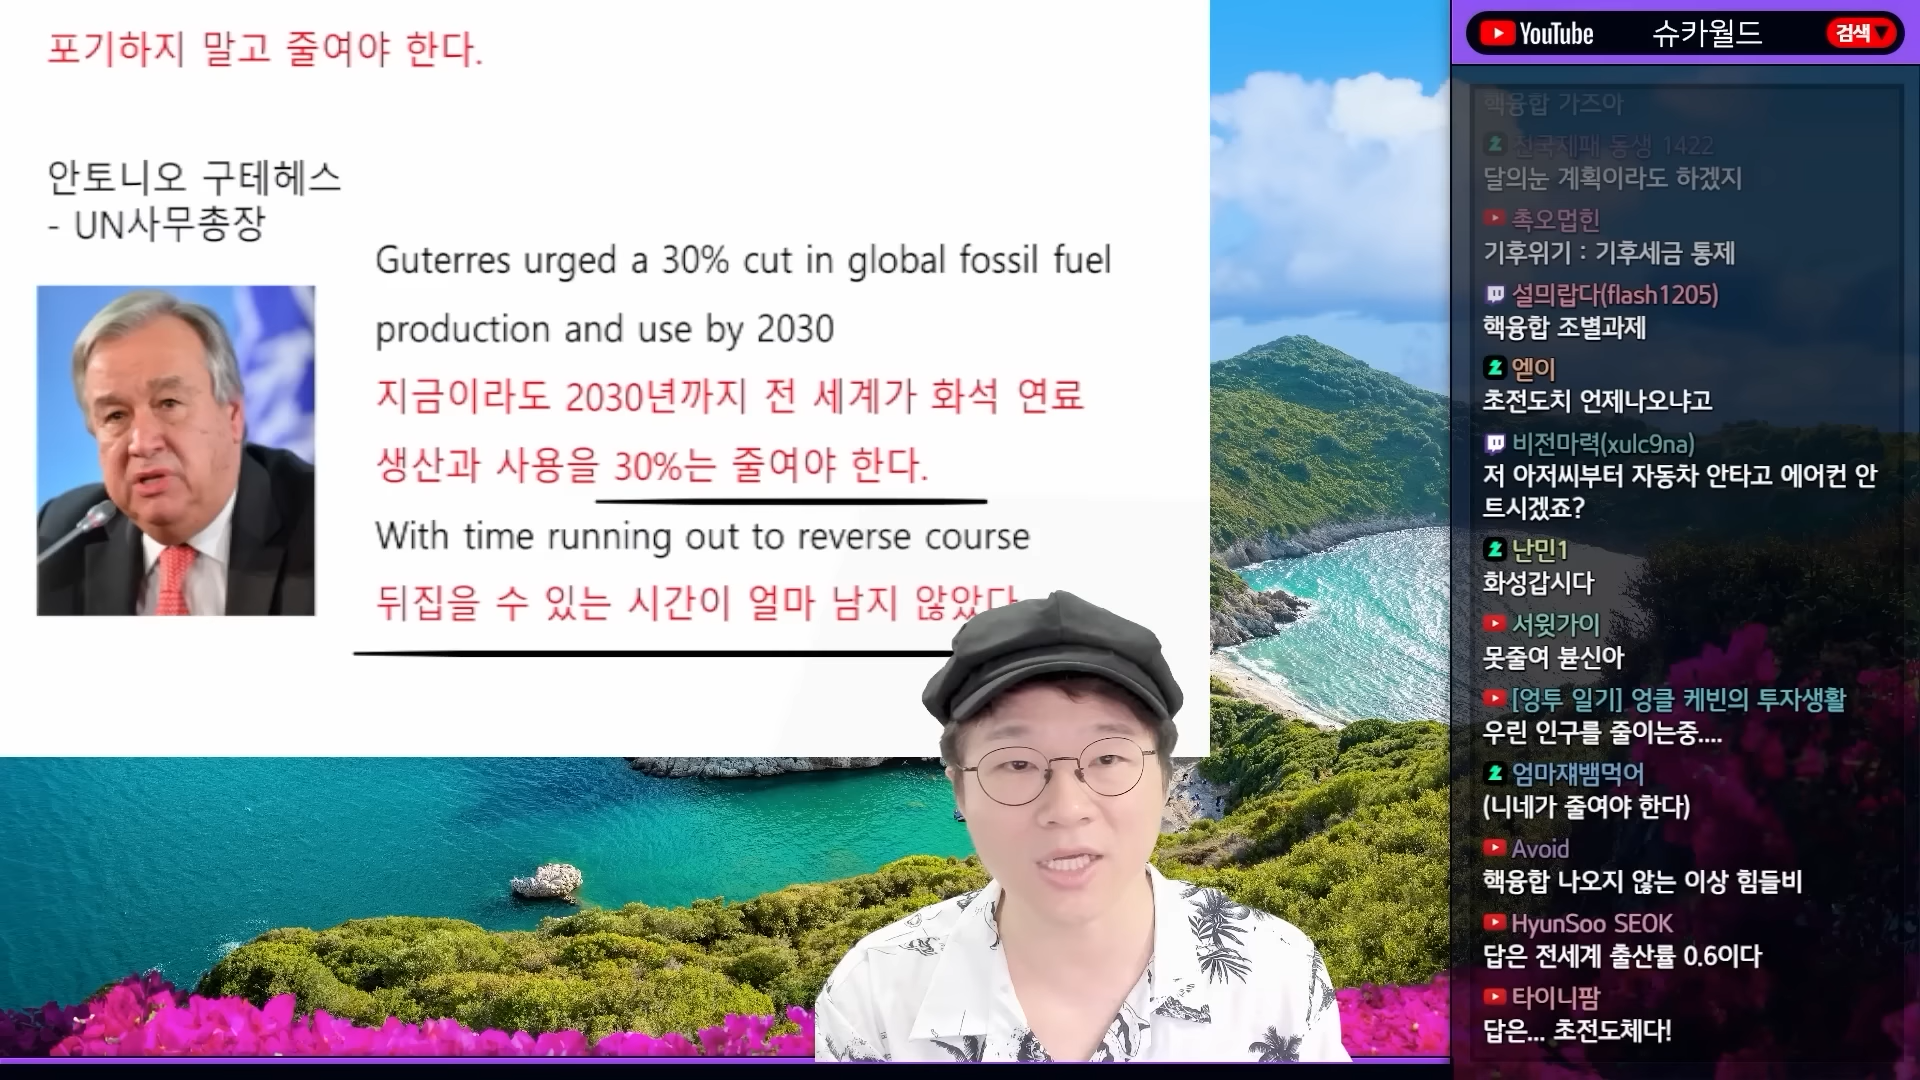 포기하지 말고 줄여야 한다.
안토니오 구테헤스
- UN사무총장
Guterres urged a 30% cut in global fossil fuel
production and use by 2030
지금이라도 2030년까지 전 세계가 화석 연료
생산과 사용을 30%는 줄여야 한다.
With time running out to reverse course
뒤집을 수 있는 시간이 얼마 남지 않았다
YouTube 슈카월드 검색
핵융합 가즈아
전국제패 동생 1422
달의눈 계획이라도 하겠지
촉오멉힌
기후위기 : 기후세금 통제
설믜랍다(flash1205)
핵융합 조별과제
엔이
초전도치 언제나오냐고
비전마력(xulc9na)
저 아저씨부터 자동차 안타고 에어컨 안
트시겠죠?
난민1
화성갑시다
서윗가이
못줄여 븅신아
[엉투 일기] 엉클 케빈의 투자생활
우린 인구를 줄이는중....
엄마쟤뱀먹어
(니네가 줄여야 한다)
Avoid
핵융합 나오지 않는 이상 힘들비
HyunSoo SEOK
답은 전세계 출산률 0.6이다
타이니팜
답은... 초전도체다!